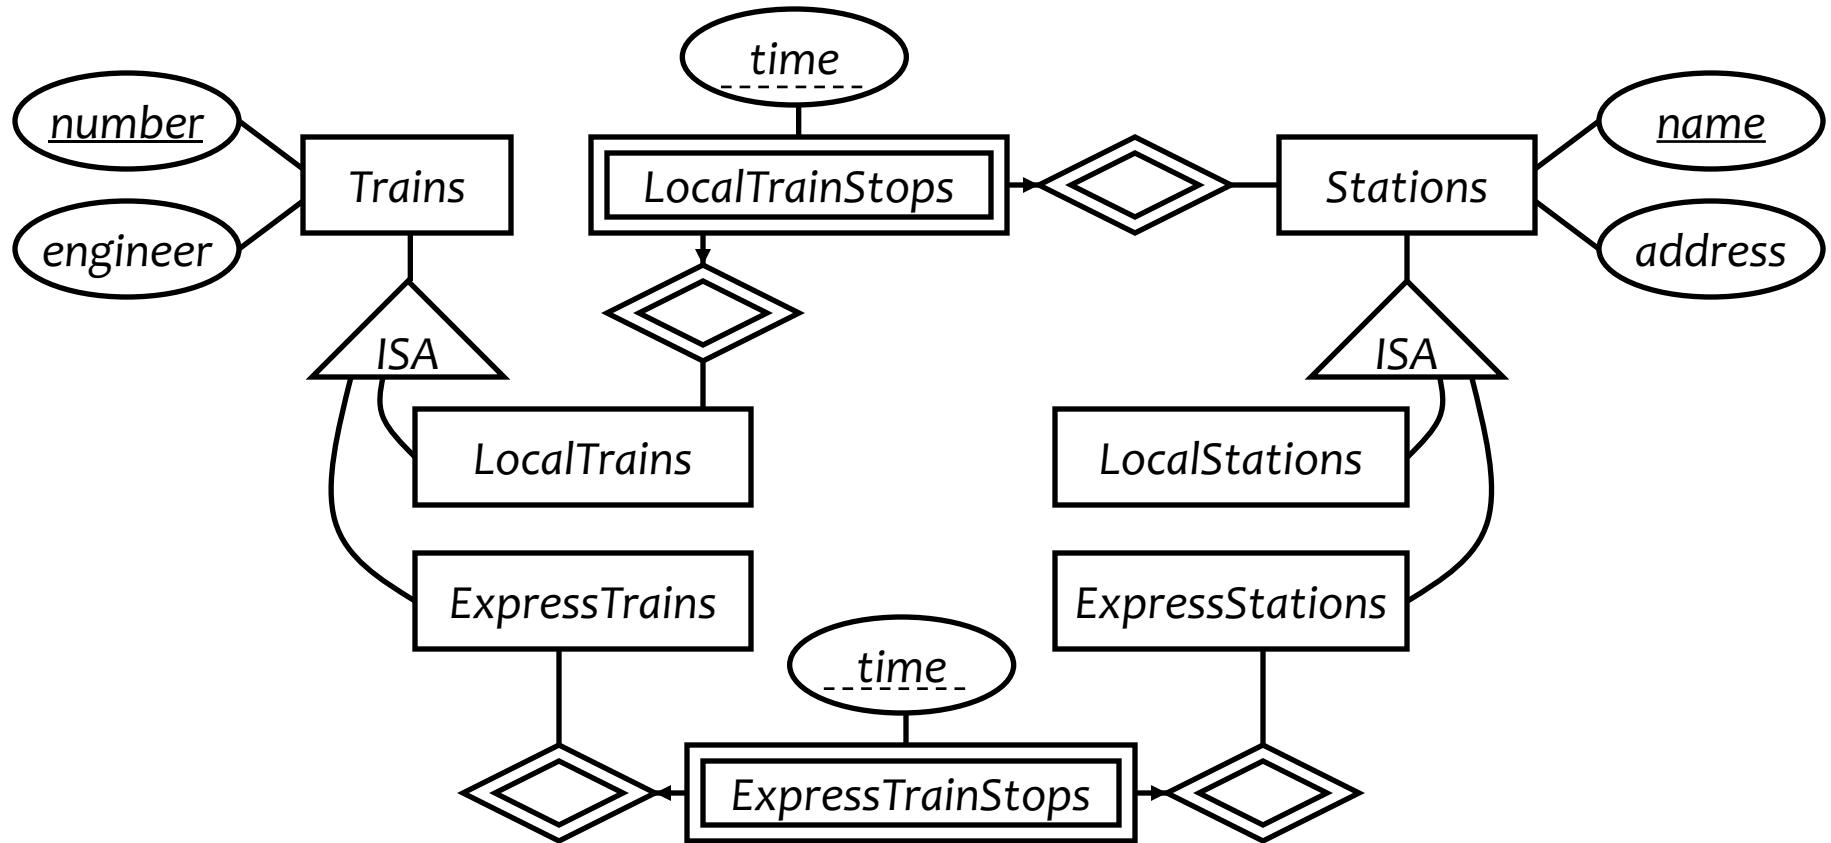 time
number
name
Trains
LocalTrainStops
Stations
engineer
address
ISA
ISA
LocalTrains
LocalStations
ExpressTrains
ExpressStations
time
ExpressTrainStops